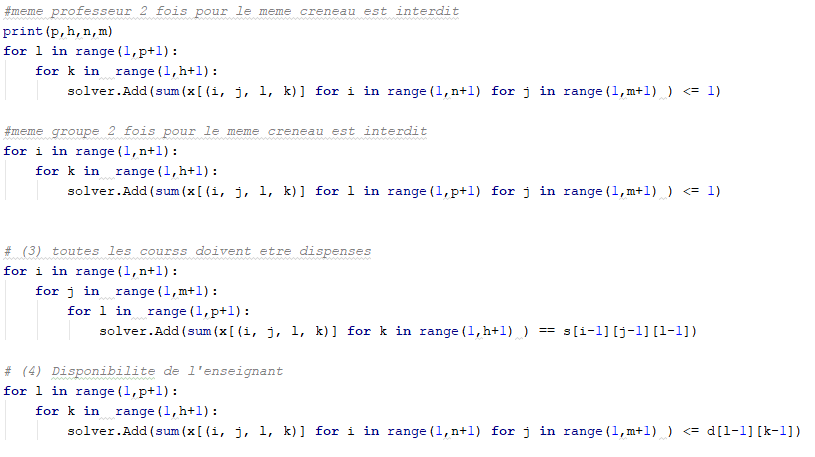 #meme professeur 2 fois pour le meme creneau est interdit
print(p,h,n,m)
for l in range(1,p+1):
    for k in  range(1,h+1):
        solver.Add(sum(x[(i, j, l, k)] for i in range(1,n+1) for j in range(1,m+1) ) <= 1)

#meme groupe 2 fois pour le meme creneau est interdit
for i in range(1,n+1):
    for k in  range(1,h+1):
        solver.Add(sum(x[(i, j, l, k)] for l in range(1,p+1) for j in range(1,m+1) ) <= 1)

# (3) toutes les courss doivent etre dispenses
for i in range(1,n+1):
    for j in  range(1,m+1):
        for l in  range(1,p+1):
            solver.Add(sum(x[(i, j, l, k)] for k in range(1,h+1) ) == s[i-1][j-1][l-1])

# (4) Disponibilite de l'enseignant
for l in range(1,p+1):
    for k in  range(1,h+1):
        solver.Add(sum(x[(i, j, l, k)] for i in range(1,n+1) for j in range(1,m+1) ) <= d[l-1][k-1])